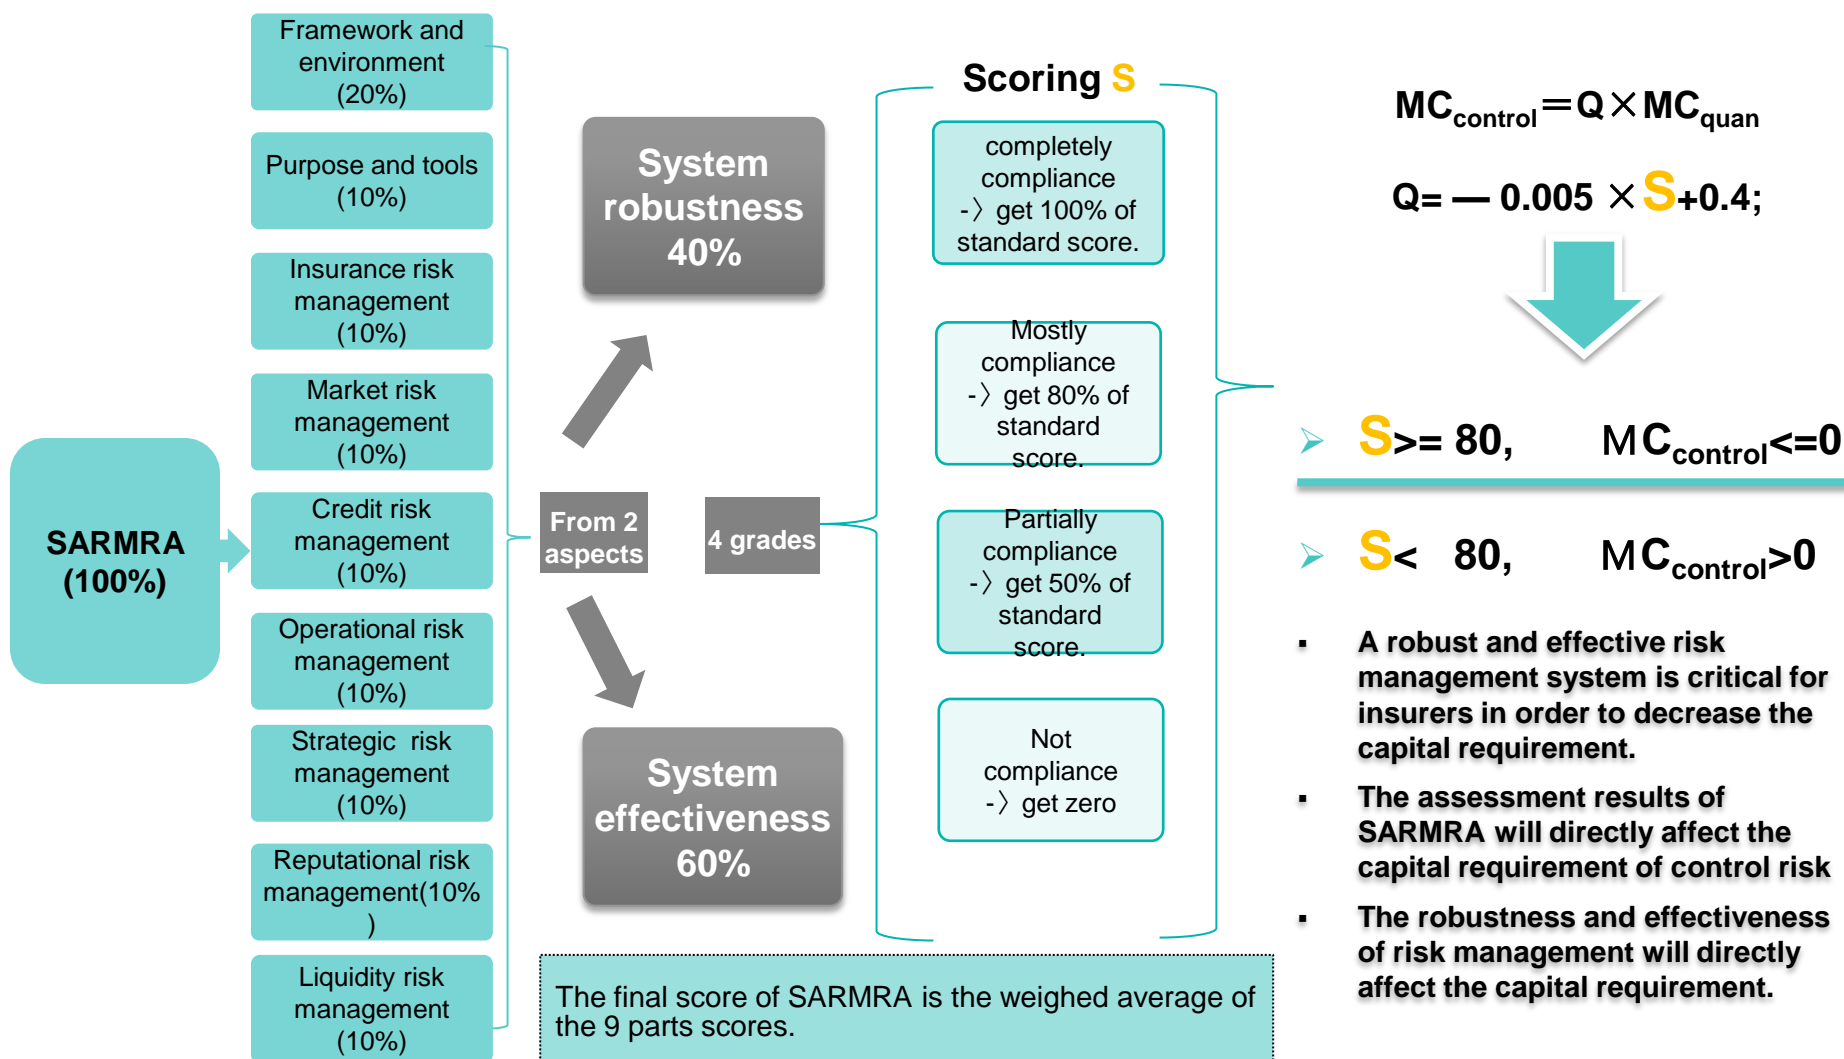 SARMRA
(100%)
Framework and
environment
(20%)
Purpose and tools
(10%)
Insurance risk
management
(10%)
Market risk
management
(10%)
Credit risk
management
(10%)
Operational risk
management
(10%)
Strategic risk
management
(10%)
Reputational risk
management(10%
)
Liquidity risk
management
(10%)
From 2
aspects
System
robustness
40%
System
effectiveness
60%
4 grades
Scoring S
completely
compliance
-〉get 100% of
standard score.
Mostly
compliance
-〉get 80% of
standard
score.
Partially
compliance
-〉get 50% of
standard
score.
Not
compliance
-〉get zero
The final score of SARMRA is the weighed average of
the 9 parts scores.
MCcontrol＝Q×MCquan
Q= — 0.005 ×S+0.4;
➢ S>= 80, MCcontrol<=0
➢ S< 80, MCcontrol>0
▪ A robust and effective risk
management system is critical for
insurers in order to decrease the
capital requirement.
▪ The assessment results of
SARMRA will directly affect the
capital requirement of control risk
▪ The robustness and effectiveness
of risk management will directly
affect the capital requirement.